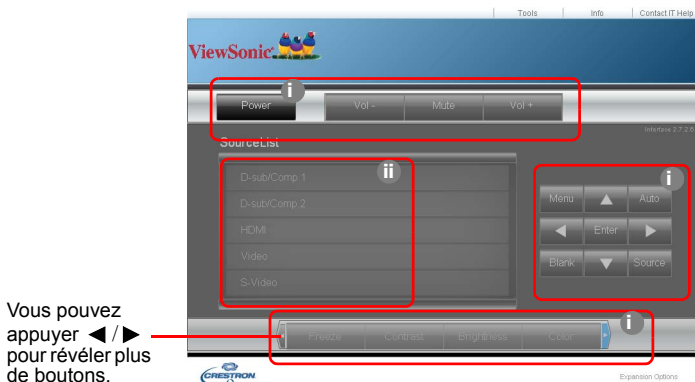 Tools Info Contact IT Help
ViewSonic
i
Power Vol - Mute Vol +
Interface 2.7.2.6
SourceList
ii
i
D-sub/Comp.1
D-sub/Comp.2
HDMI
Video
S-Video
Menu Auto
Enter
Blank Source
i
Freeze Contrast Brightness Color
Vous pouvez
appuyer ◀/▶
pour révéler plus
de boutons.
CRESTRON
Expansion Options